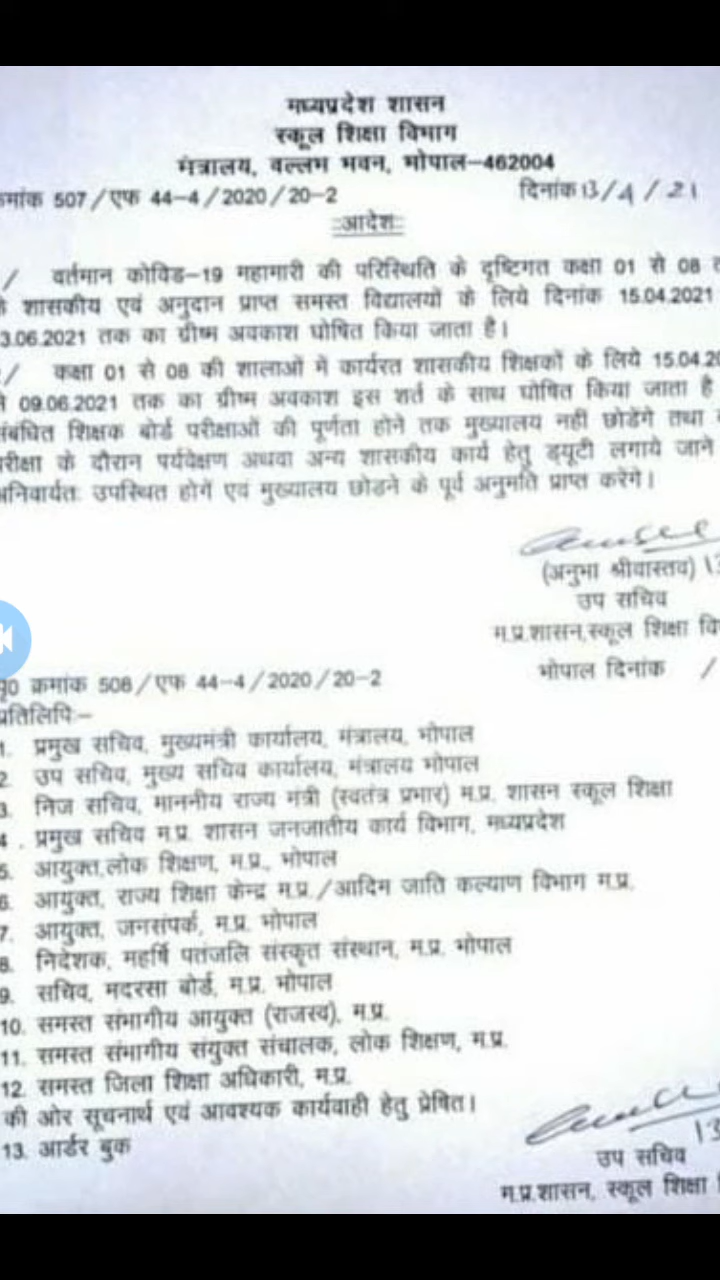 मध्यप्रदेश शासन
स्कूल शिक्षा विभाग
मंत्रालय, वल्लभ भवन, भोपाल–462004
मांक 507/एफ 44–4/2020/20–2 दिनांक 13/4/21
आदेश
/ वर्तमान कोविड–19 महामारी की परिस्थिति के दृष्टिगत कक्षा 01 से 08
शासकीय एवं अनुदान प्राप्त समस्त विद्यालयों के लिये दिनांक 15.04.2021
3.06.2021 तक का ग्रीष्म अवकाश घोषित किया जाता है।
/ कक्षा 01 से 08 की शालाओं में कार्यरत शासकीय शिक्षकों के लिये 15.04.20
09.06.2021 तक का ग्रीष्म अवकाश इस शर्त के साथ घोषित किया जाता है
संबंधित शिक्षक बोर्ड परीक्षाओं की पूर्णता होने तक मुख्यालय नही छोडेंगे तथा
रीक्षा के दौरान पर्यवेक्षण अथवा अन्य शासकीय कार्य हेतु ड्यूटी लगाये जाने
अनिवार्यतः उपस्थित होगें एवं मुख्यालय छोडने के पूर्व अनुमति प्राप्त करेंगे।
(अनुभा श्रीवास्तव) 13
उप सचिव
म.प्र.शासन,स्कूल शिक्षा वि
पृ0 क्रमांक 508/एफ 44–4/2020/20–2 भोपाल दिनांक /
प्रतिलिपिः–
1. प्रमुख सचिव, मुख्यमंत्री कार्यालय, मंत्रालय, भोपाल
2. उप सचिव, मुख्य सचिव कार्यालय, मंत्रालय भोपाल
3. निज सचिव, माननीय राज्य मंत्री (स्वतंत्र प्रभार) म.प्र. शासन स्कूल शिक्षा
4. प्रमुख सचिव म.प्र. शासन जनजातीय कार्य विभाग, मध्यप्रदेश
5. आयुक्त,लोक शिक्षण, म.प्र., भोपाल
6. आयुक्त, राज्य शिक्षा केन्द्र म.प्र./आदिम जाति कल्याण विभाग म.प्र.
7. आयुक्त, जनसंपर्क, म.प्र. भोपाल
8. निदेशक, महर्षि पतंजलि संस्कृत संस्थान, म.प्र. भोपाल
9. सचिव, मदरसा बोर्ड, म.प्र. भोपाल
10. समस्त संभागीय आयुक्त (राजस्व), म.प्र.
11. समस्त संभागीय संयुक्त संचालक, लोक शिक्षण, म.प्र.
12. समस्त जिला शिक्षा अधिकारी, म.प्र.
की ओर सूचनार्थ एवं आवश्यक कार्यवाही हेतु प्रेषित।
13. आर्डर बुक
13
उप सचिव
म.प्र.शासन, स्कूल शिक्षा